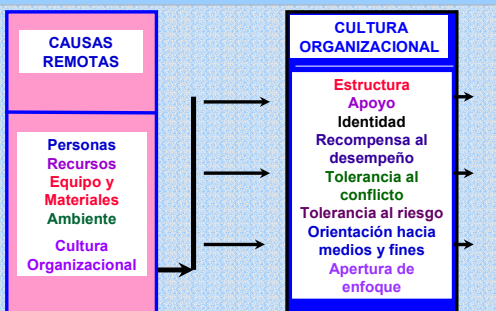 CAUSAS
REMOTAS
Personas
Recursos
Equipo y
Materiales
Ambiente
Cultura
Organizacional
CULTURA
ORGANIZACIONAL
Estructura
Apoyo
Identidad
Recompensa al
desempeño
Tolerancia al
conflicto
Tolerancia al riesgo
Orientación hacia
medios y fines
Apertura de
enfoque